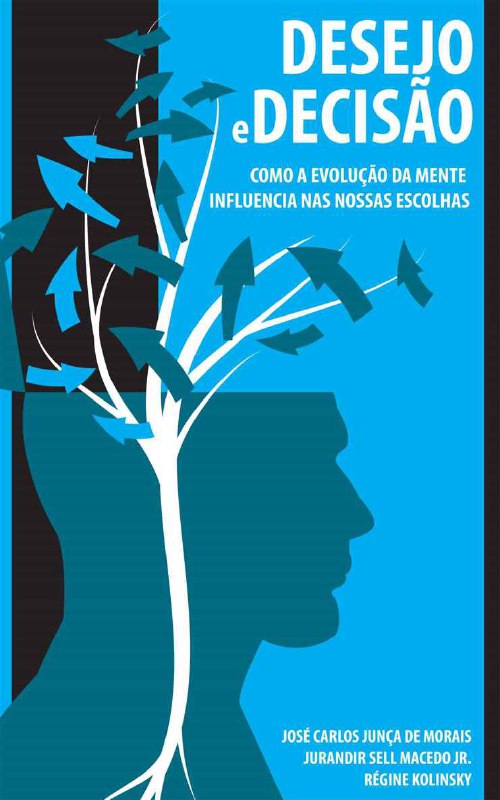 DESEJO
e DECISÃO
COMO A EVOLUÇÃO DA MENTE
INFLUENCIA NAS NOSSAS ESCOLHAS
JOSÉ CARLOS JUNÇA DE MORAIS
JURANDIR SELL MACEDO JR.
RÉGINE KOLINSKY